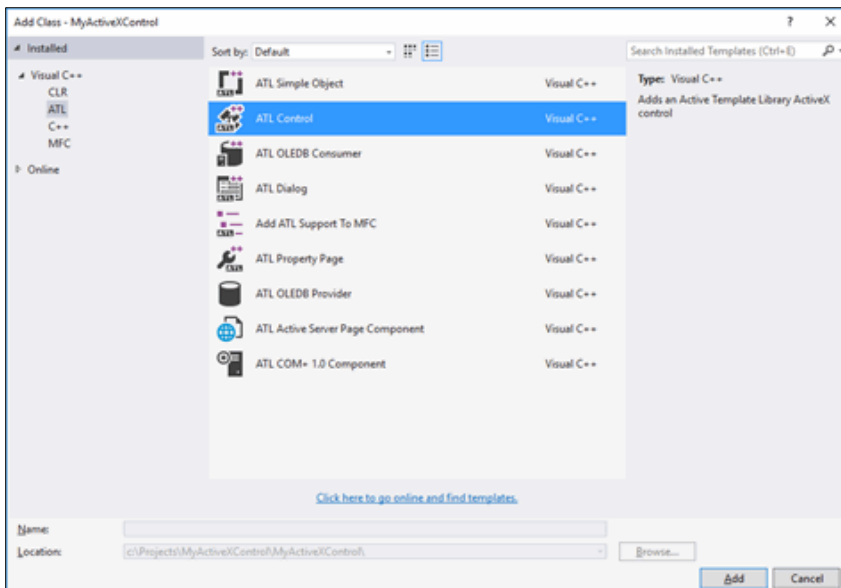 Add Class - MyActiveXControl
Installed
Sort by: Default
Search Installed Templates (Ctrl+E)
Visual C++
CLR
ATL
C++
MFC
Online
ATL Simple Object Visual C++
ATL Control Visual C++
ATL OLEDB Consumer Visual C++
ATL Dialog Visual C++
Add ATL Support To MFC Visual C++
ATL Property Page Visual C++
ATL OLEDB Provider Visual C++
ATL Active Server Page Component Visual C++
ATL COM+ 1.0 Component Visual C++
Type: Visual C++
Adds an Active Template Library ActiveX
control
Click here to go online and find templates.
Name:
Location: c:\Projects\MyActiveXControl\MyActiveXControl\
Browse...
Add Cancel